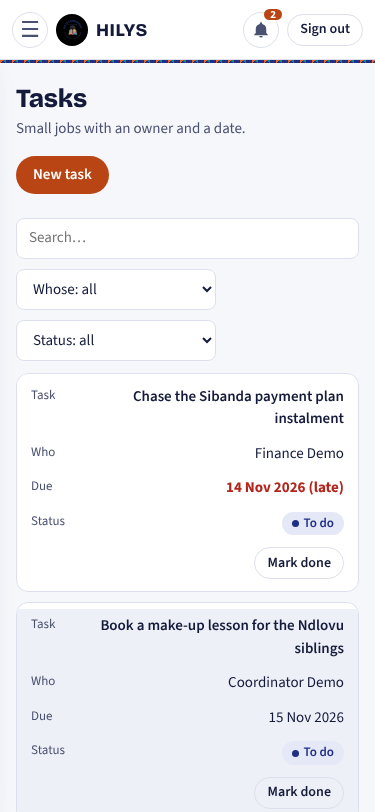 HILYS
2
Sign out
Tasks
Small jobs with an owner and a date.
New task
Search…
Whose: all
Status: all
Task
Chase the Sibanda payment plan
instalment
Who
Finance Demo
Due
14 Nov 2026 (late)
Status
To do
Mark done
Task
Book a make-up lesson for the Ndlovu
siblings
Who
Coordinator Demo
Due
15 Nov 2026
Status
To do
Mark done